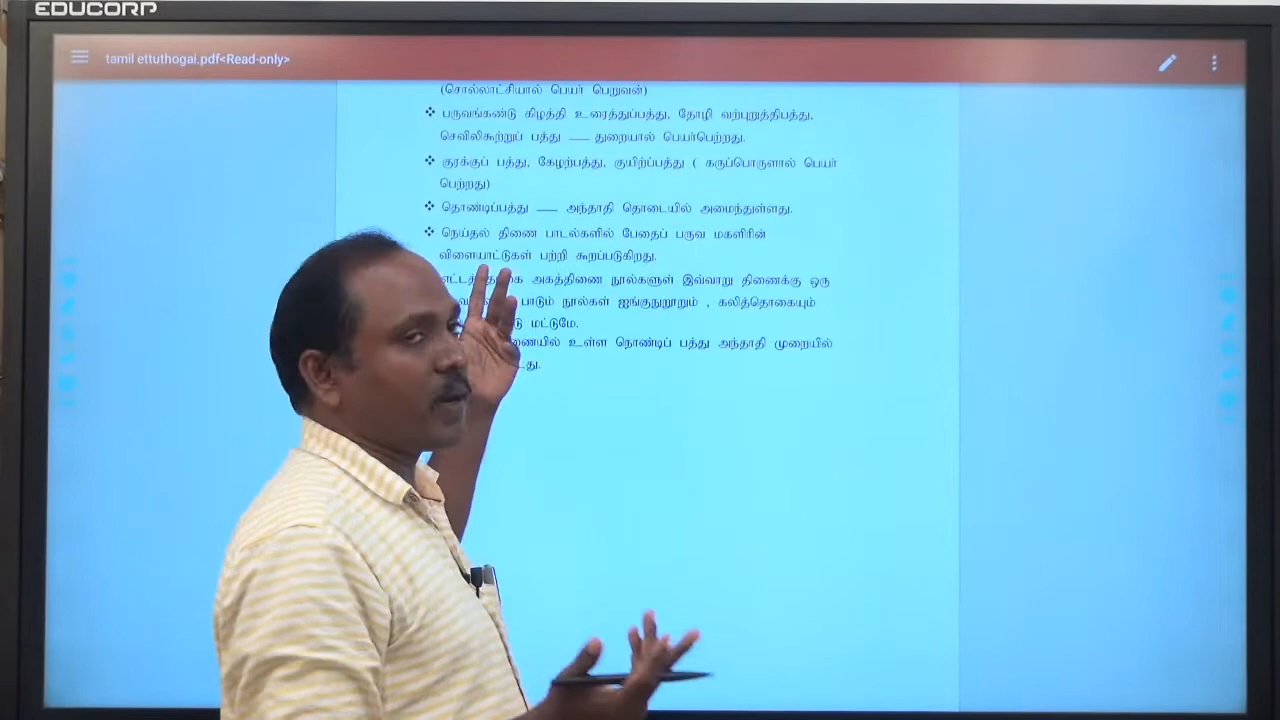 EDUCORP
tamil ettuthogai.pdf<Read-only>
(சொல்லாட்சியால் பெயர் பெறுவன்)
❖ பருவங்கண்டு கிழத்தி உரைத்துப்பத்து, தோழி வற்புறுத்திபத்து,
செவிலிகூற்றுப் பத்து —— துறையால் பெயர்பெற்றது.
❖ குரக்குப் பத்து, கேழற்பத்து, குயிற்ப்பத்து ( கருப்பொருளால் பெயர்
பெற்றது)
❖ தொண்டிப்பத்து —— அந்தாதி தொடையில் அமைந்துள்ளது.
❖ நெய்தல் திணை பாடல்களில் பேதைப் பருவ மகளிரின்
விளையாட்டுகள் பற்றி கூறப்படுகிறது.
அகத்திணை நூல்களுள் இவ்வாறு திணைக்கு ஒரு
பாடும் நூல்கள் ஐங்குநுறூறும் , கலித்தொகையும்
மட்டுமே.
உள்ள நொண்டிப் பத்து அந்தாதி முறையில்